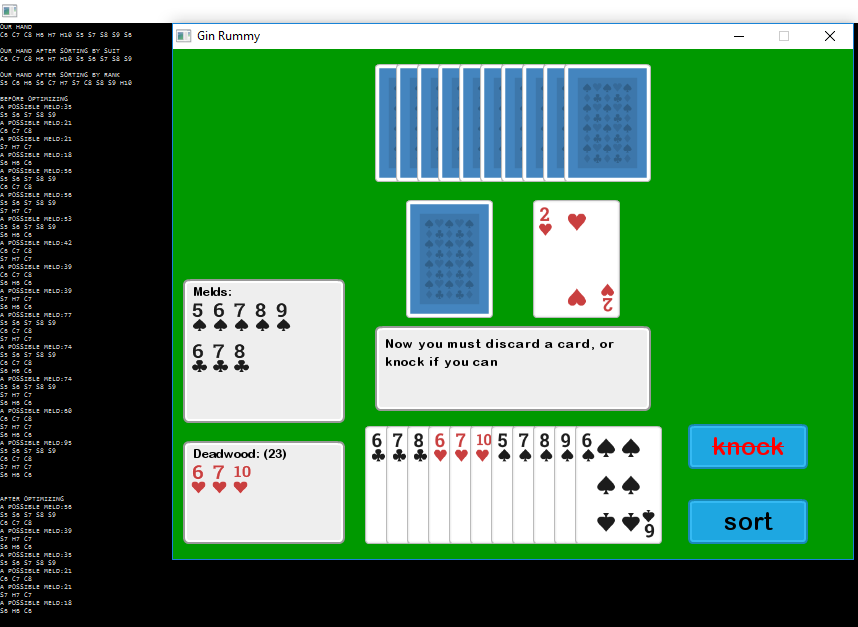 OUR HAND
C6 C7 C8 H6 H7 H10 S5 S7 S8 S9 S6
OUR HAND AFTER SORTING BY SUIT
C6 C7 C8 H6 H7 H10 S5 S6 S7 S8 S9
OUR HAND AFTER SORTING BY RANK
S5 C6 H6 S6 C7 H7 S7 C8 S8 S9 H10
BEFORE OPTIMIZING
A POSSIBLE MELD:35
S5 S6 S7 S8 S9
A POSSIBLE MELD:21
C6 C7 C8
A POSSIBLE MELD:21
S7 H7 C7
A POSSIBLE MELD:18
S6 H6 C6
A POSSIBLE MELD:56
S5 S6 S7 S8 S9
C6 C7 C8
A POSSIBLE MELD:56
S5 S6 S7 S8 S9
S7 H7 C7
A POSSIBLE MELD:53
S5 S6 S7 S8 S9
S6 H6 C6
A POSSIBLE MELD:42
C6 C7 C8
S7 H7 C7
A POSSIBLE MELD:39
C6 C7 C8
S6 H6 C6
A POSSIBLE MELD:39
S7 H7 C7
S6 H6 C6
A POSSIBLE MELD:77
S5 S6 S7 S8 S9
C6 C7 C8
S7 H7 C7
A POSSIBLE MELD:74
S5 S6 S7 S8 S9
C6 C7 C8
S6 H6 C6
A POSSIBLE MELD:74
S5 S6 S7 S8 S9
S7 H7 C7
S6 H6 C6
A POSSIBLE MELD:60
C6 C7 C8
S7 H7 C7
S6 H6 C6
A POSSIBLE MELD:95
S5 S6 S7 S8 S9
C6 C7 C8
S7 H7 C7
S6 H6 C6
AFTER OPTIMIZING
A POSSIBLE MELD:56
S5 S6 S7 S8 S9
C6 C7 C8
A POSSIBLE MELD:39
S7 H7 C7
S6 H6 C6
A POSSIBLE MELD:35
S5 S6 S7 S8 S9
A POSSIBLE MELD:21
C6 C7 C8
A POSSIBLE MELD:21
S7 H7 C7
A POSSIBLE MELD:18
S6 H6 C6
Gin Rummy
2
2
Melds:
5 6 7 8 9
6 7 8
Now you must discard a card, or
knock if you can
Deadwood: (23)
6 7 10
6 7 8 6 7 10 5 7 8 9 6
6
knock
sort